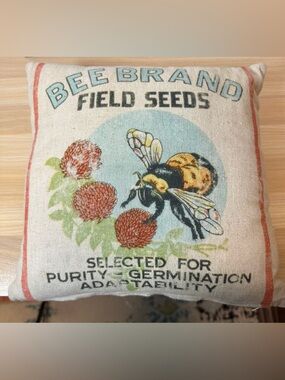 BEE BRAND
FIELD SEEDS
SELECTED FOR
PURITY - GERMINATION
ADAPTABILITY